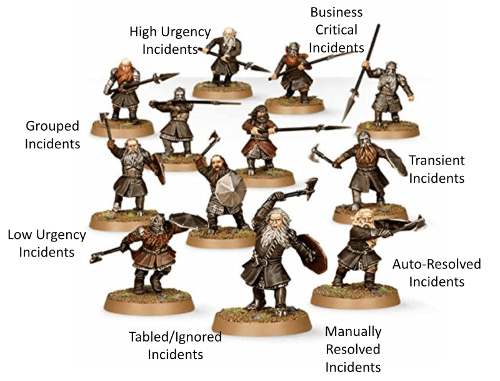 Business
Critical
Incidents
High Urgency
Incidents
Grouped
Incidents
Transient
Incidents
Low Urgency
Incidents
Auto-Resolved
Incidents
Tabled/Ignored
Incidents
Manually
Resolved
Incidents